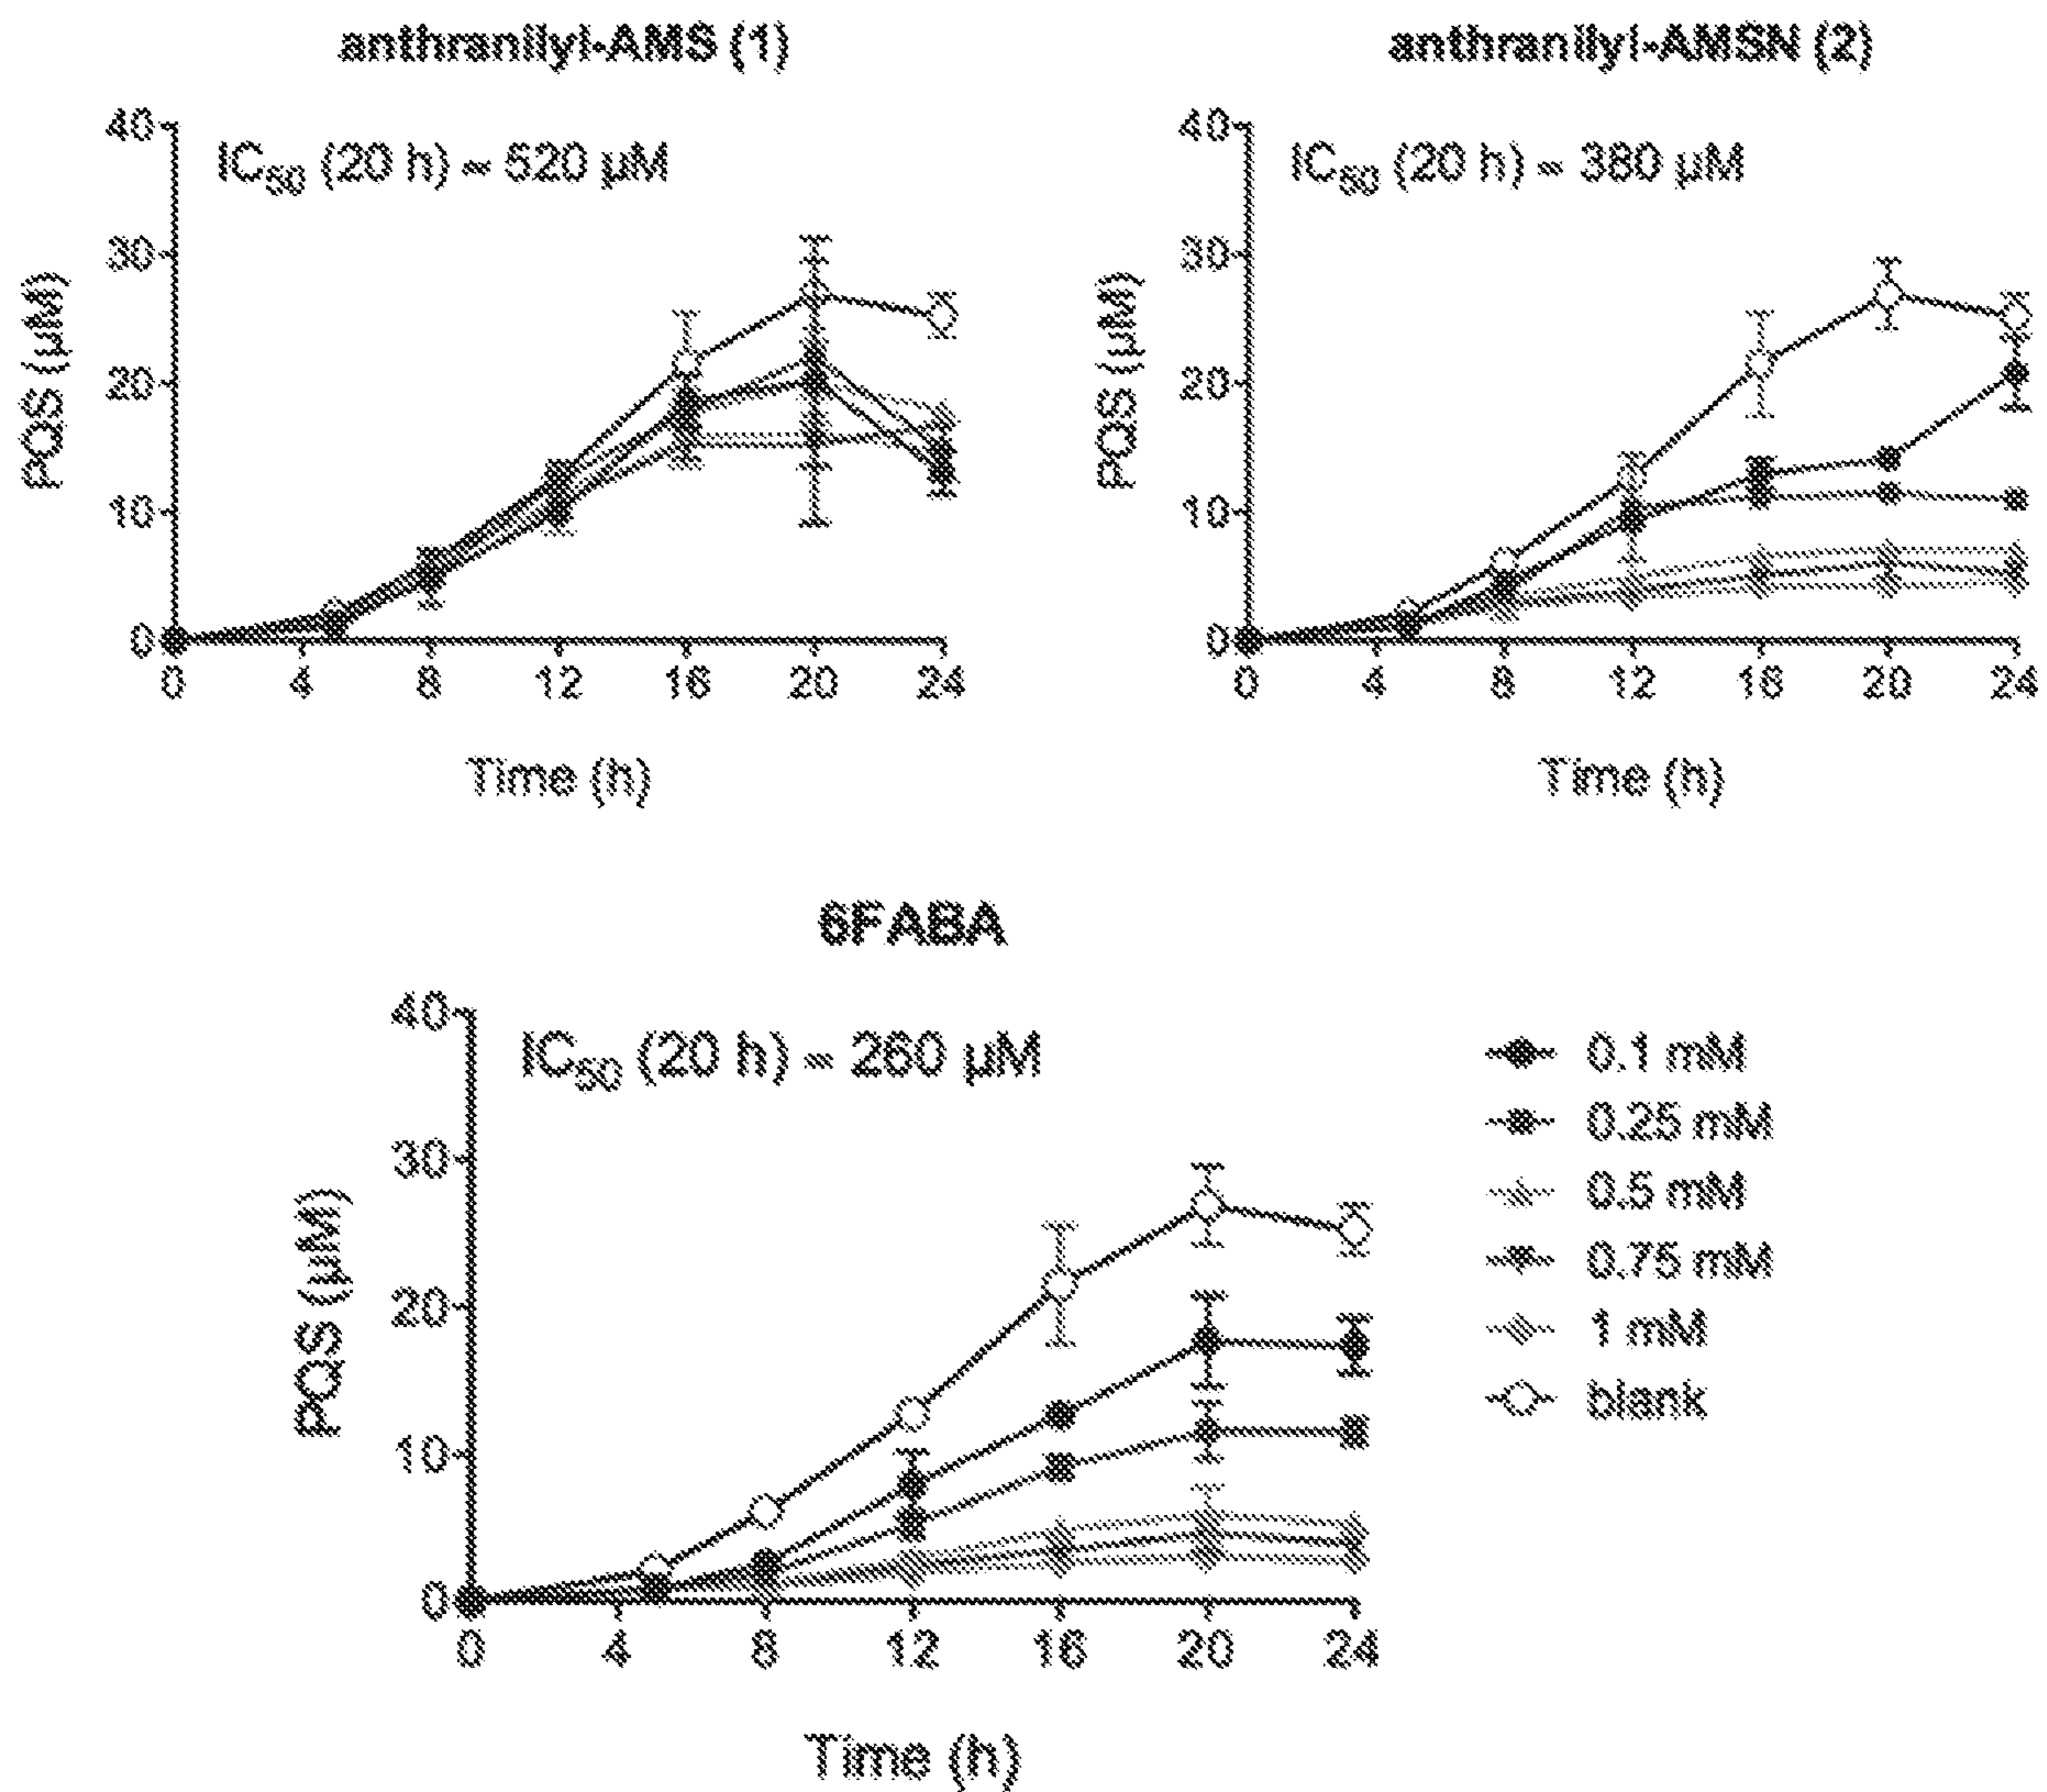 anthranilyl-AMS (1)
IC50 (20 h) = 520 µM
PQS (µM)
40
30
20
10
0
0 4 8 12 16 20 24
Time (h)
anthranilyl-AMSN (2)
IC50 (20 h) = 380 µM
PQS (µM)
40
30
20
10
0
0 4 8 12 16 20 24
Time (h)
6FABA
IC50 (20 h) = 260 µM
PQS (µM)
40
30
20
10
0
0 4 8 12 16 20 24
Time (h)
0.1 mM
0.25 mM
0.5 mM
0.75 mM
1 mM
blank